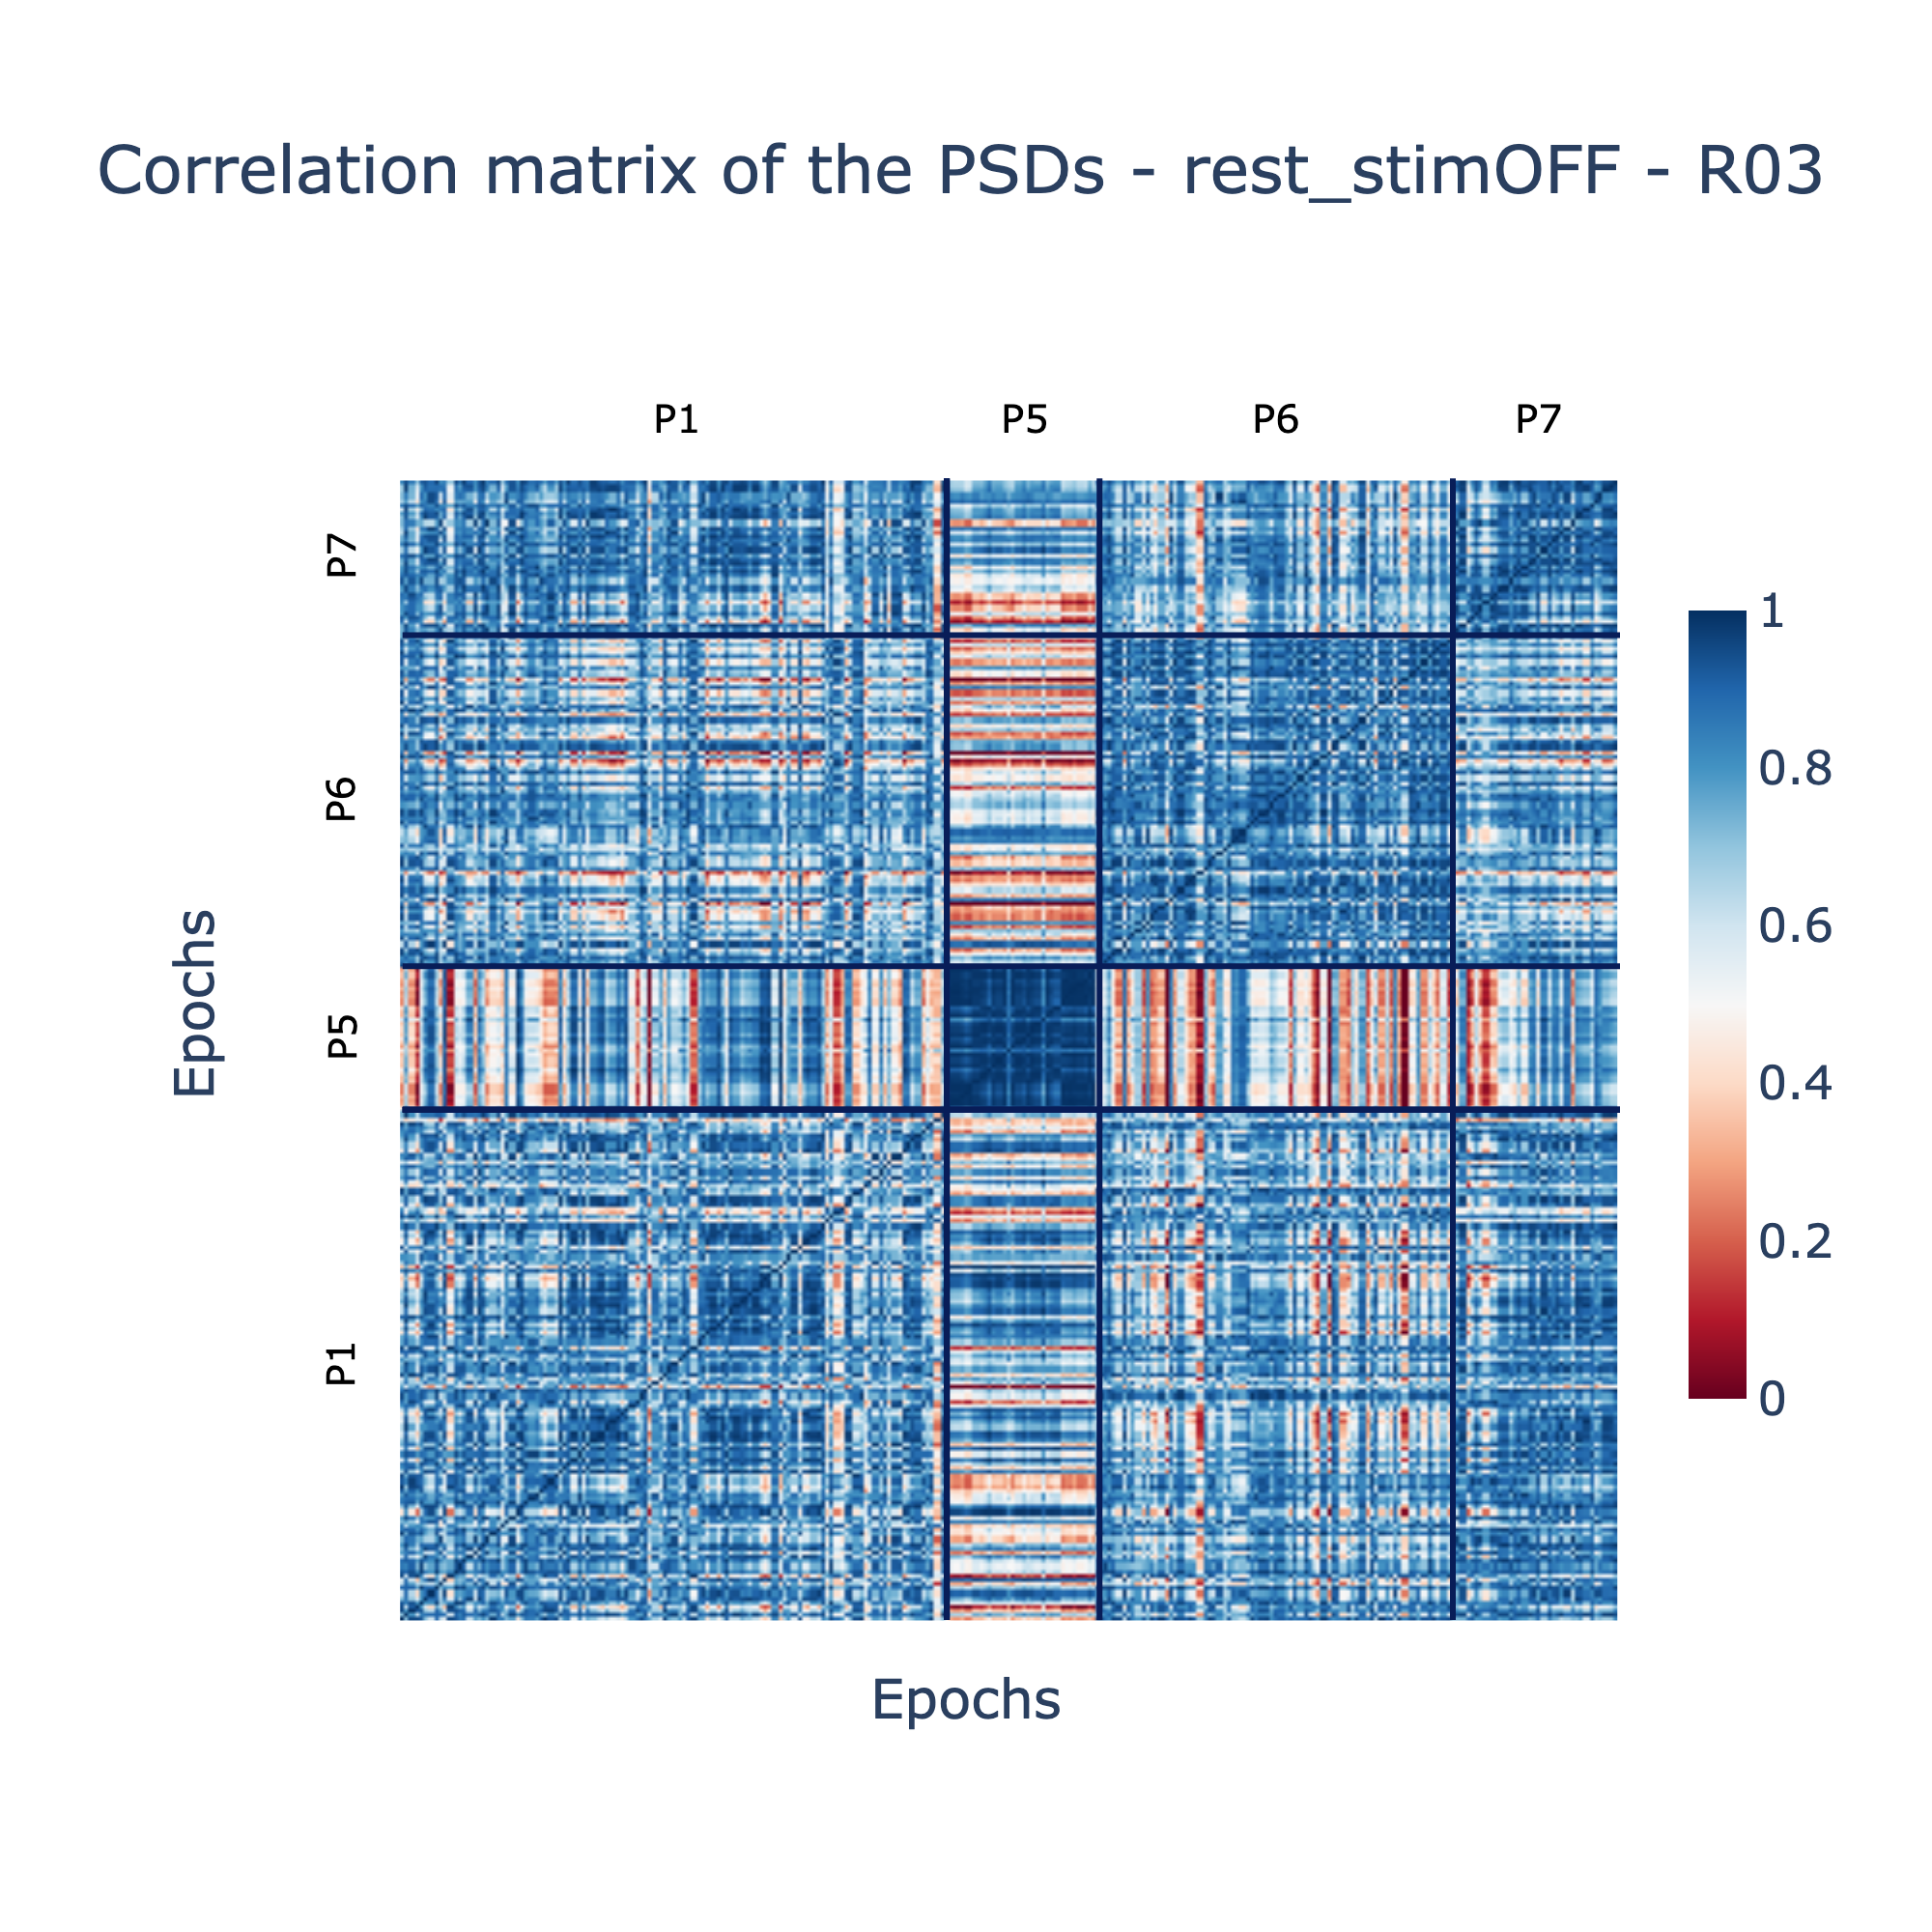 Correlation matrix of the PSDs - rest_stimOFF - R03
P1 P5 P6 P7
P7
P6
P5
P1
Epochs
Epochs
1
0.8
0.6
0.4
0.2
0